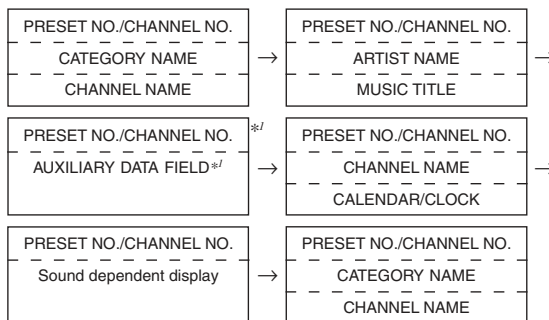 PRESET NO./CHANNEL NO.
CATEGORY NAME
CHANNEL NAME
→
PRESET NO./CHANNEL NO.
ARTIST NAME
MUSIC TITLE
→
PRESET NO./CHANNEL NO.
AUXILIARY DATA FIELD*1
*1
→
PRESET NO./CHANNEL NO.
CHANNEL NAME
CALENDAR/CLOCK
→
PRESET NO./CHANNEL NO.
Sound dependent display
→
PRESET NO./CHANNEL NO.
CATEGORY NAME
CHANNEL NAME